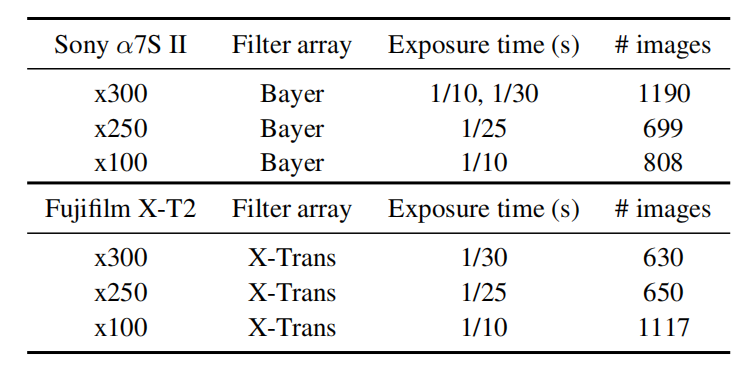 Sony α7S II Filter array Exposure time (s) # images
x300 Bayer 1/10, 1/30 1190
x250 Bayer 1/25 699
x100 Bayer 1/10 808
Fujifilm X-T2 Filter array Exposure time (s) # images
x300 X-Trans 1/30 630
x250 X-Trans 1/25 650
x100 X-Trans 1/10 1117